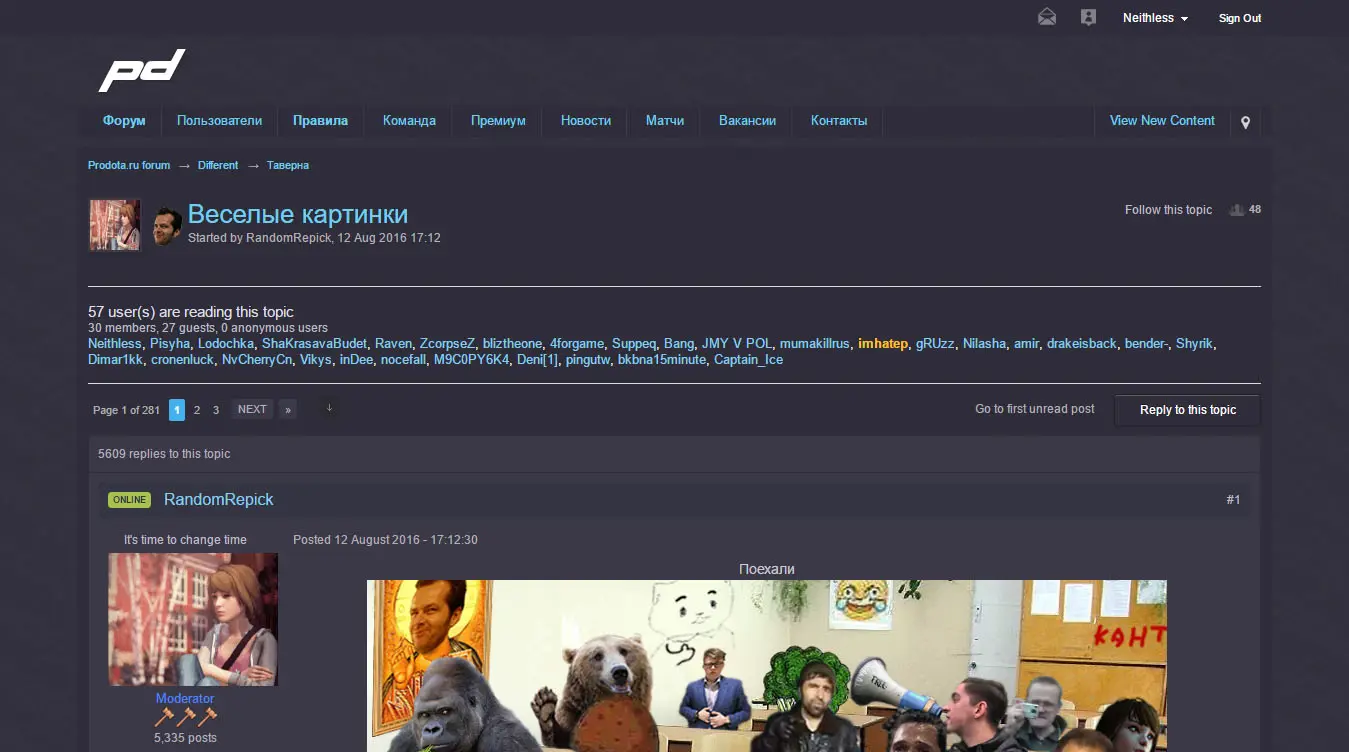 Neithless
Sign Out
pd
Форум
Пользователи
Правила
Команда
Премиум
Новости
Матчи
Вакансии
Контакты
View New Content
Prodota.ru forum → Different → Таверна
Веселые картинки
Started by RandomRepick, 12 Aug 2016 17:12
Follow this topic
48
57 user(s) are reading this topic
30 members, 27 guests, 0 anonymous users
Neithless, Pisyha, Lodochka, ShaKrasavaBudet, Raven, ZcorpseZ, bliztheone, 4forgame, Suppeq, Bang, JMY V POL, mumakillrus, imhatep, gRUzz, Nilasha, amir, drakeisback, bender-, Shyrik,
Dimar1kk, cronenluck, NvCherryCn, Vikys, inDee, nocefall, M9C0PY6K4, Deni[1], pingutw, bkbna15minute, Captain_Ice
Page 1 of 281
1
2
3
NEXT
»
↓
Go to first unread post
Reply to this topic
5609 replies to this topic
ONLINE
RandomRepick
#1
It's time to change time
Posted 12 August 2016 - 17:12:30
Поехали
КАНТ
FREE
Moderator
5,335 posts